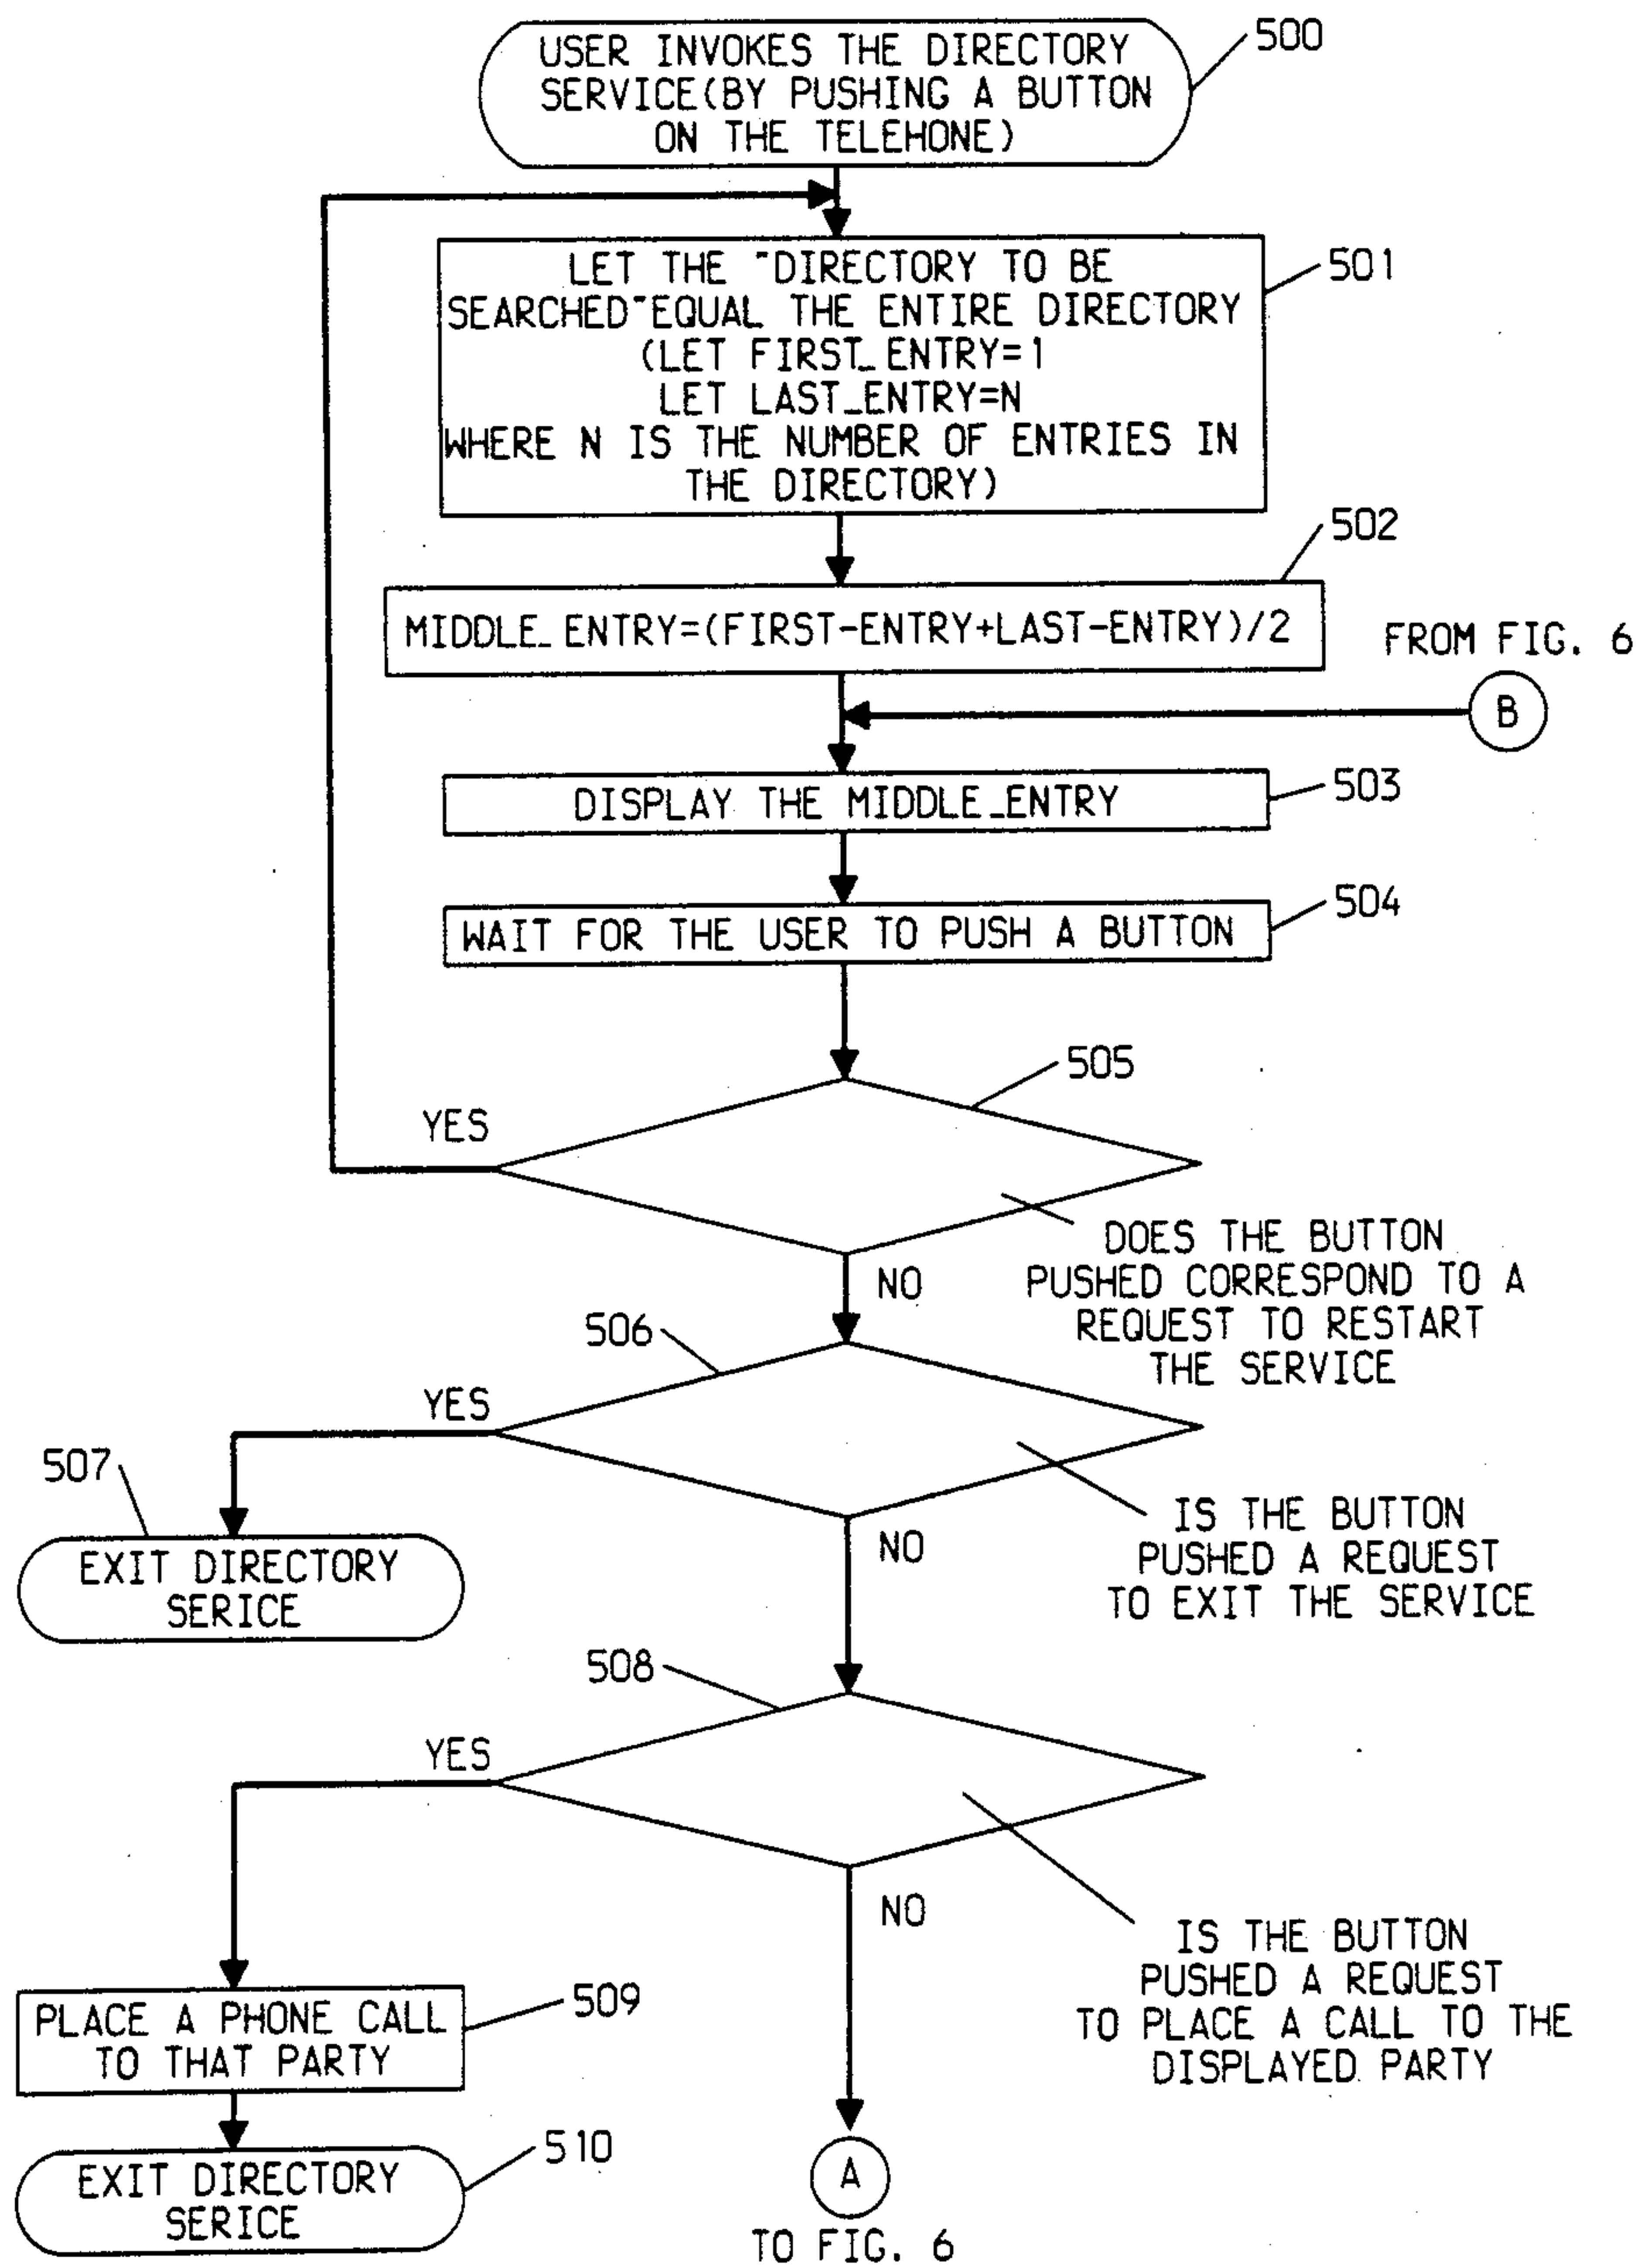 USER INVOKES THE DIRECTORY
SERVICE(BY PUSHING A BUTTON
ON THE TELEHONE)
500
LET THE "DIRECTORY TO BE
SEARCHED"EQUAL THE ENTIRE DIRECTORY
(LET FIRST_ENTRY=1
LET LAST_ENTRY=N
WHERE N IS THE NUMBER OF ENTRIES IN
THE DIRECTORY)
501
502
MIDDLE_ENTRY=(FIRST-ENTRY+LAST-ENTRY)/2
FROM FIG. 6
B
DISPLAY THE MIDDLE_ENTRY
503
WAIT FOR THE USER TO PUSH A BUTTON
504
505
YES
DOES THE BUTTON
PUSHED CORRESPOND TO A
REQUEST TO RESTART
THE SERVICE
NO
506
YES
507
EXIT DIRECTORY
SERICE
IS THE BUTTON
PUSHED A REQUEST
TO EXIT THE SERVICE
NO
508
YES
NO
IS THE BUTTON
PUSHED A REQUEST
TO PLACE A CALL TO THE
DISPLAYED PARTY
PLACE A PHONE CALL
TO THAT PARTY
509
EXIT DIRECTORY
SERICE
510
A
TO FIG. 6